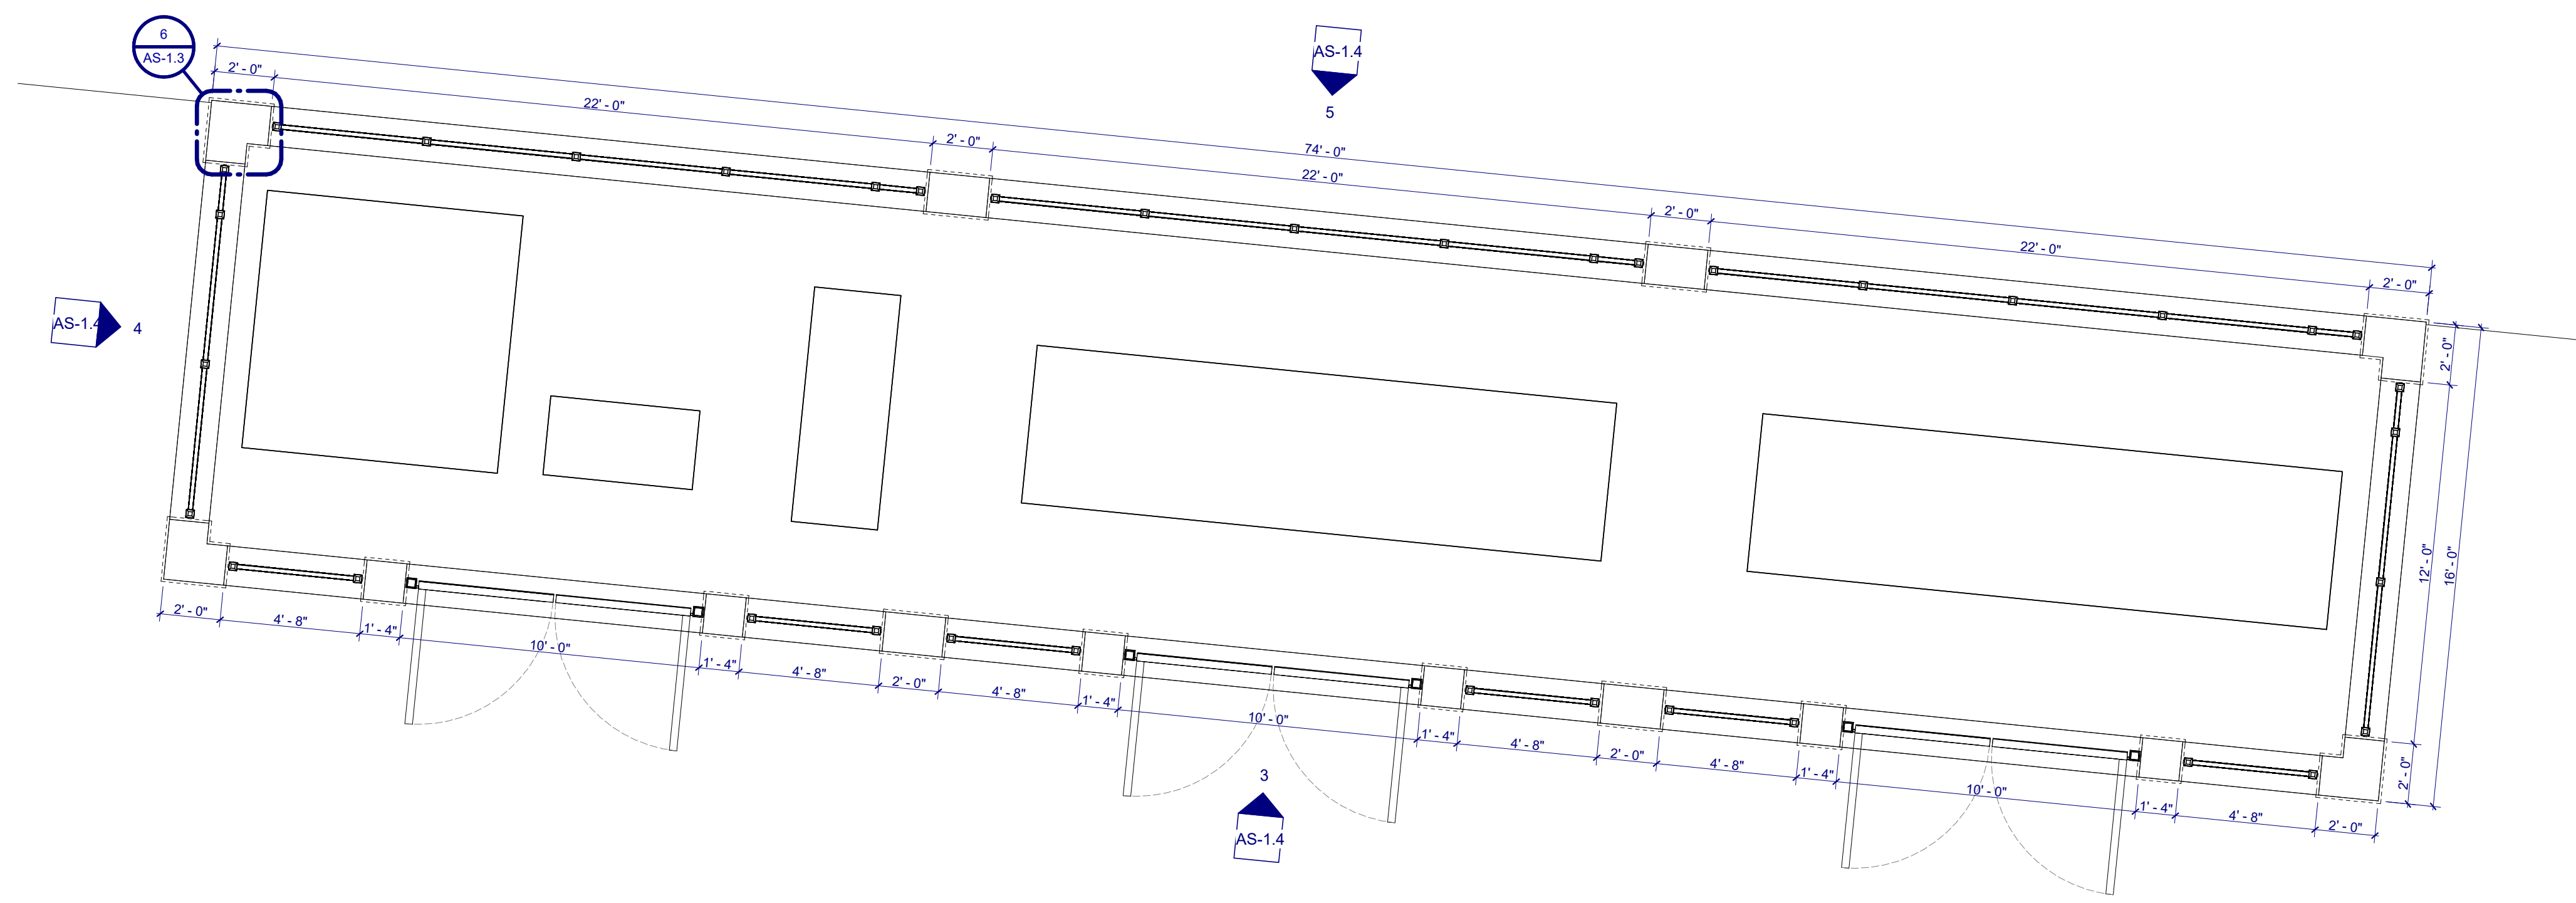 6
AS-1.3
AS-1.4
5
2' - 0"
22' - 0"
2' - 0"
74' - 0"
22' - 0"
2' - 0"
22' - 0"
2' - 0"
AS-1.4
4
2' - 0"
12' - 0"
16' - 0"
2' - 0"
2' - 0"
4' - 8"
1' - 4"
10' - 0"
1' - 4"
4' - 8"
2' - 0"
4' - 8"
1' - 4"
10' - 0"
1' - 4"
4' - 8"
2' - 0"
4' - 8"
1' - 4"
10' - 0"
1' - 4"
4' - 8"
2' - 0"
3
AS-1.4